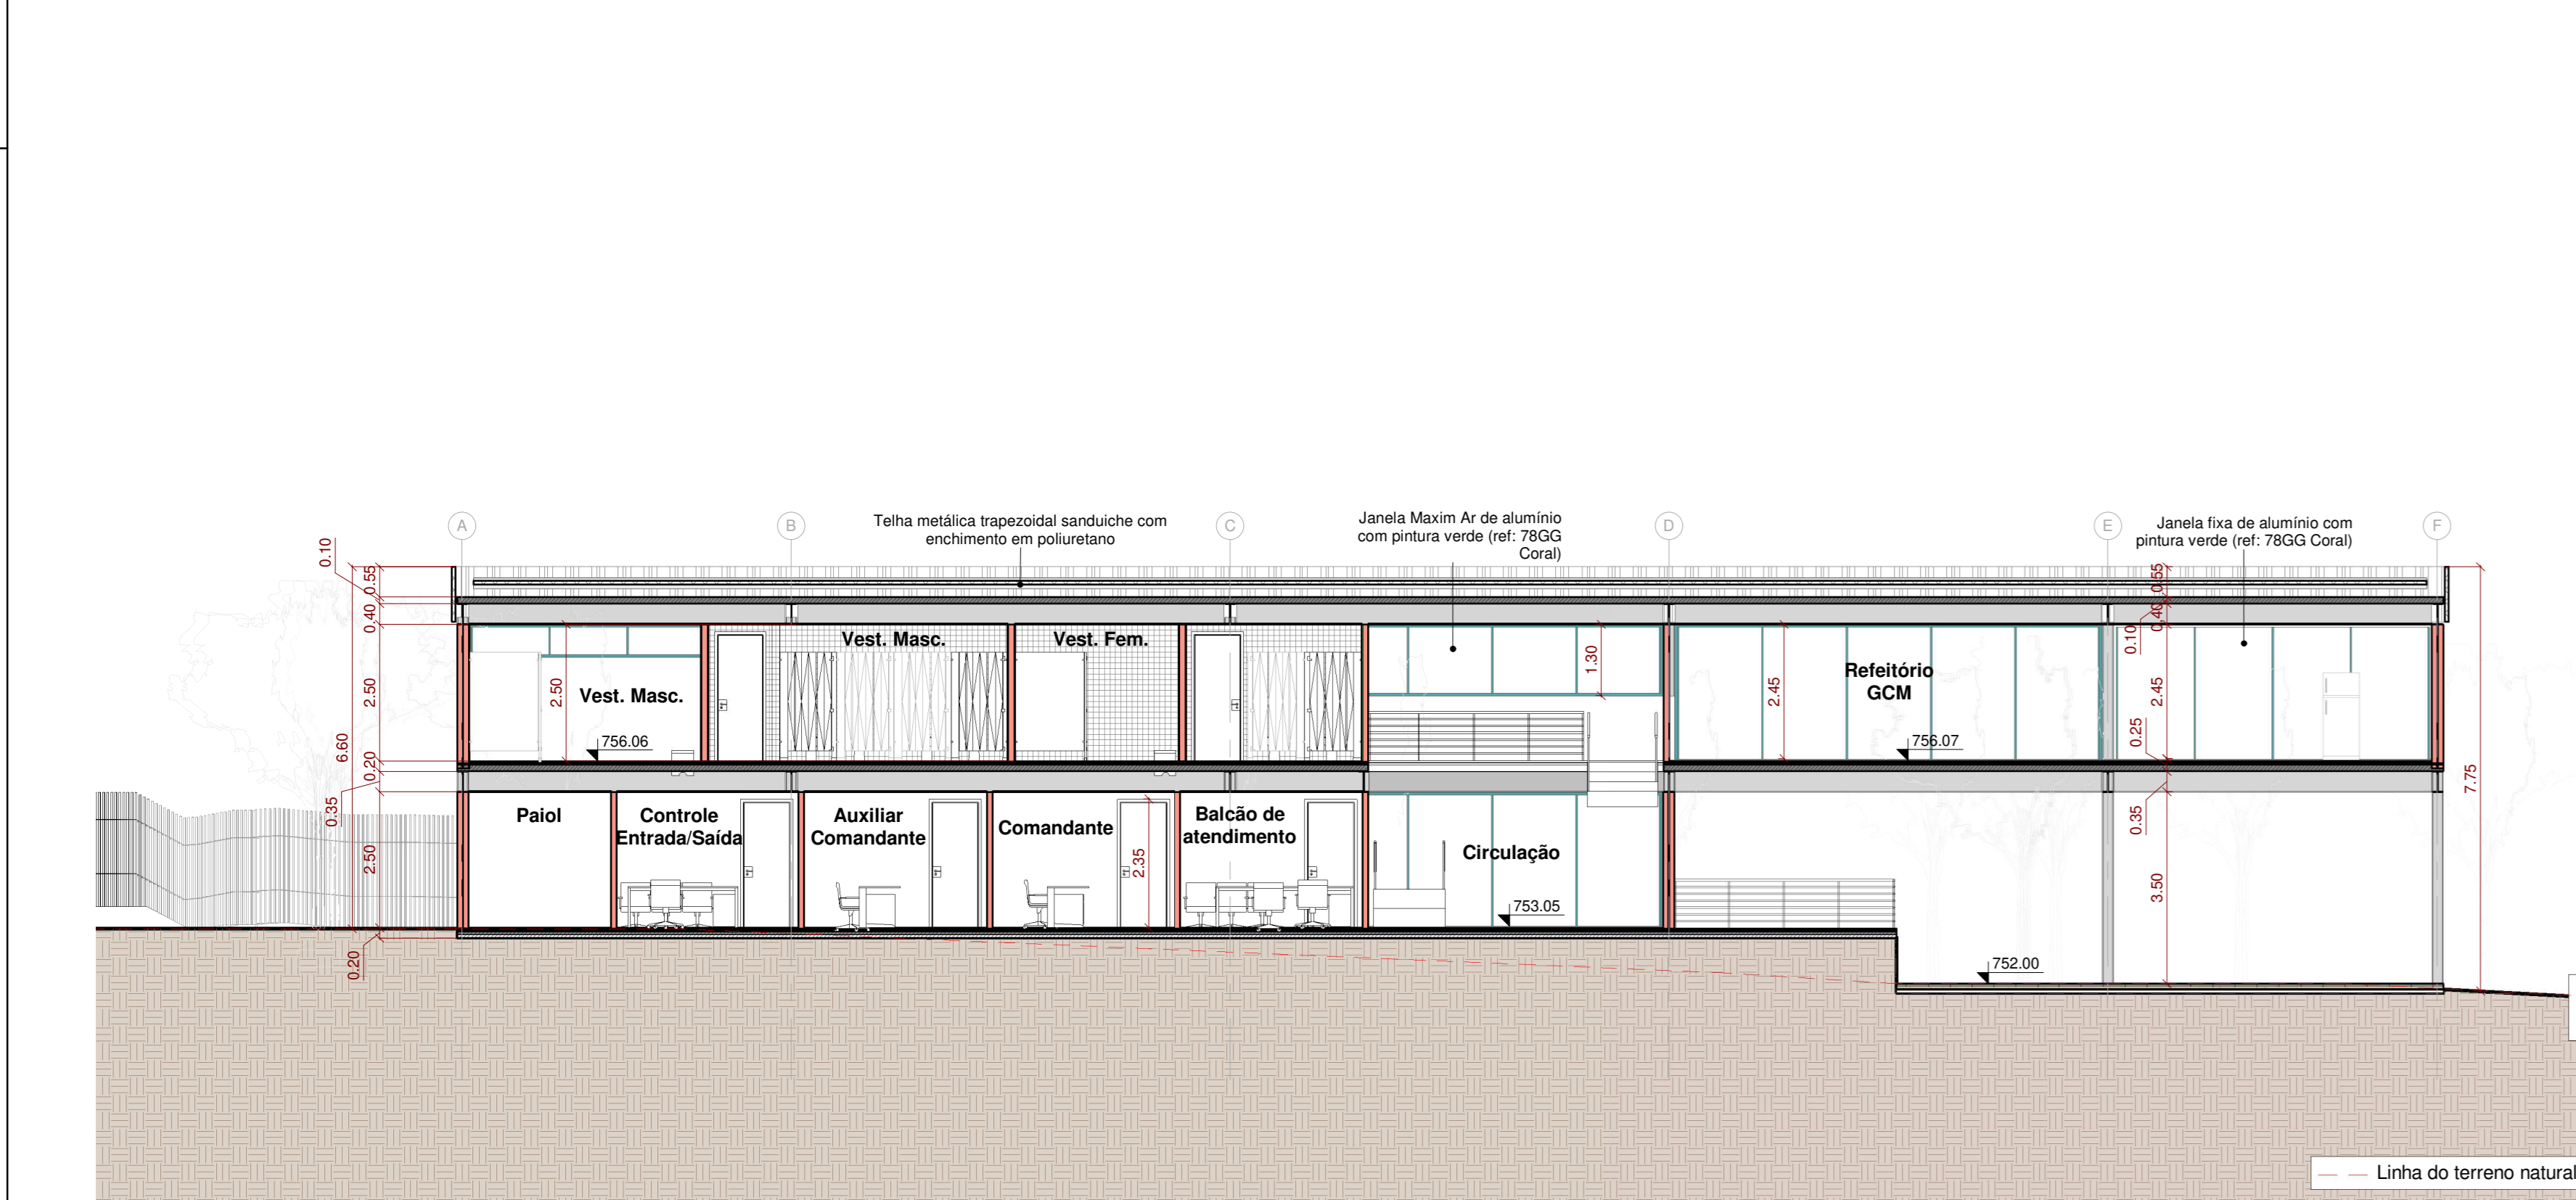 A
B
C
D
E
F
Telha metálica trapezoidal sanduiche com
enchimento em poliuretano
Janela Maxim Ar de alumínio
com pintura verde (ref: 78GG
Coral)
Janela fixa de alumínio com
pintura verde (ref: 78GG Coral)
0.10
0.55
0.40
2.50
6.60
0.20
0.35
2.50
0.20
Vest. Masc.
2.50
756.06
Vest. Masc.
Vest. Fem.
1.30
2.45
Refeitório
GCM
756.07
0.55
0.40
0.10
2.45
0.25
0.35
3.50
7.75
Paiol
Controle
Entrada/Saída
Auxiliar
Comandante
Comandante
2.35
Balcão de
atendimento
Circulação
753.05
752.00
Linha do terreno natural